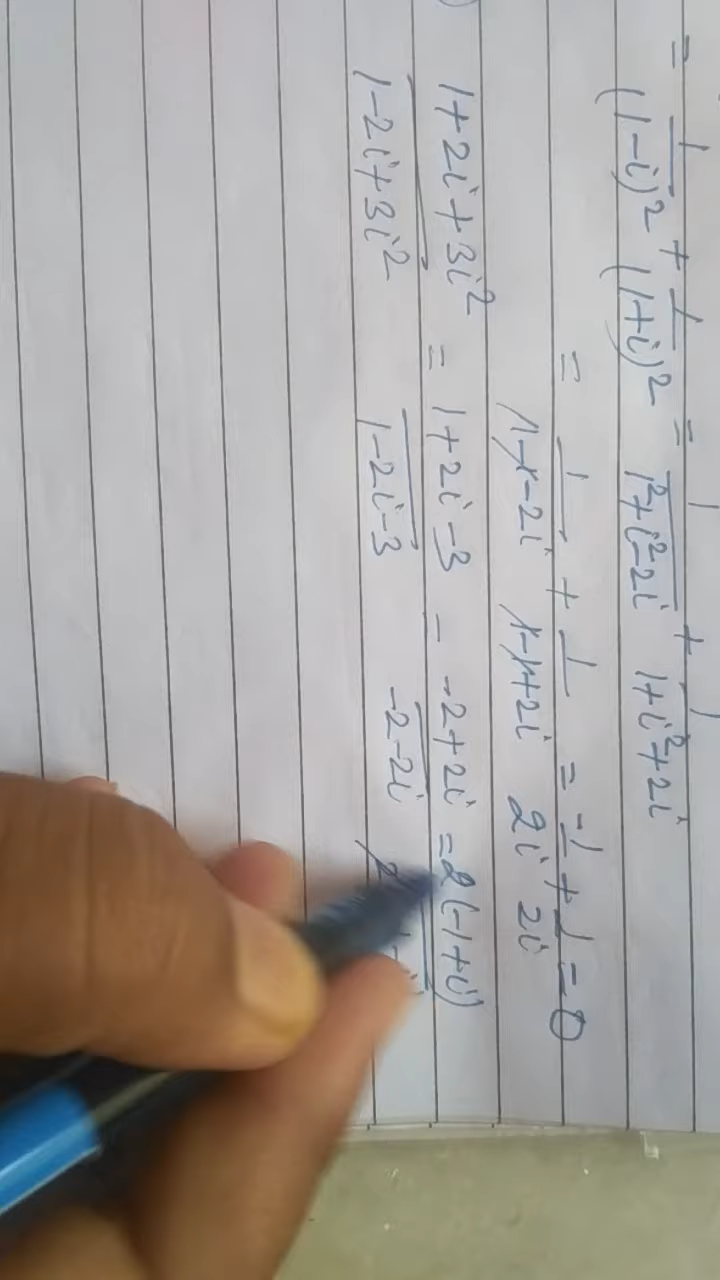 = 1/(1-i)² + 1/(1+i)² = 1/1²+i²-2i + 1/1+i²+2i
= 1/1-1-2i + 1/1-1+2i = -1/2i + 1/2i = 0
1+2i+3i²/1-2i+3i² = 1+2i-3/1-2i-3 - -2+2i/-2-2i = 2(-1+i)